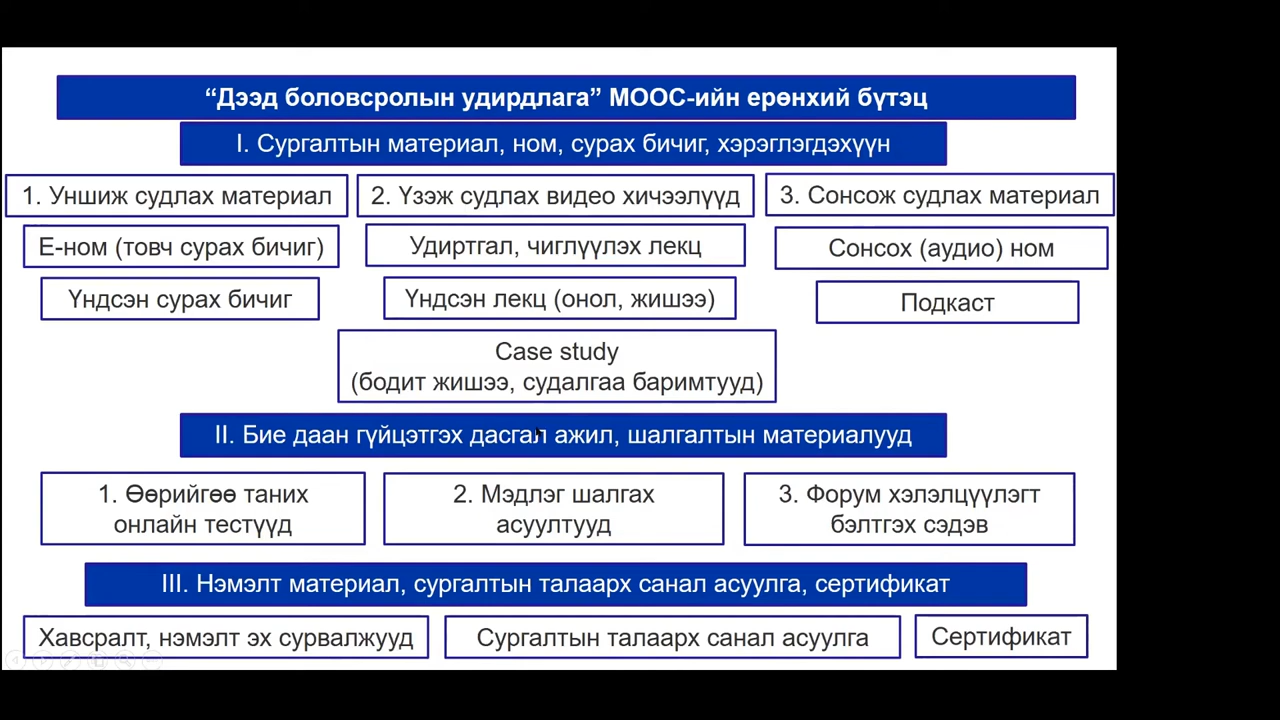 “Дээд боловсролын удирдлага” МООС-ийн ерөнхий бүтэц
I. Сургалтын материал, ном, сурах бичиг, хэрэглэгдэхүүн
1. Уншиж судлах материал
2. Үзэж судлах видео хичээлүүд
3. Сонсож судлах материал
Е-ном (товч сурах бичиг)
Удиртгал, чиглүүлэх лекц
Сонсох (аудио) ном
Үндсэн сурах бичиг
Үндсэн лекц (онол, жишээ)
Подкаст
Case study
(бодит жишээ, судалгаа баримтууд)
II. Бие даан гүйцэтгэх дасгал ажил, шалгалтын материалууд
1. Өөрийгөө таних
онлайн тестүүд
2. Мэдлэг шалгах
асуултууд
3. Форум хэлэлцүүлэгт
бэлтгэх сэдэв
III. Нэмэлт материал, сургалтын талаарх санал асуулга, сертификат
Хавсралт, нэмэлт эх сурвалжууд
Сургалтын талаарх санал асуулга
Сертификат